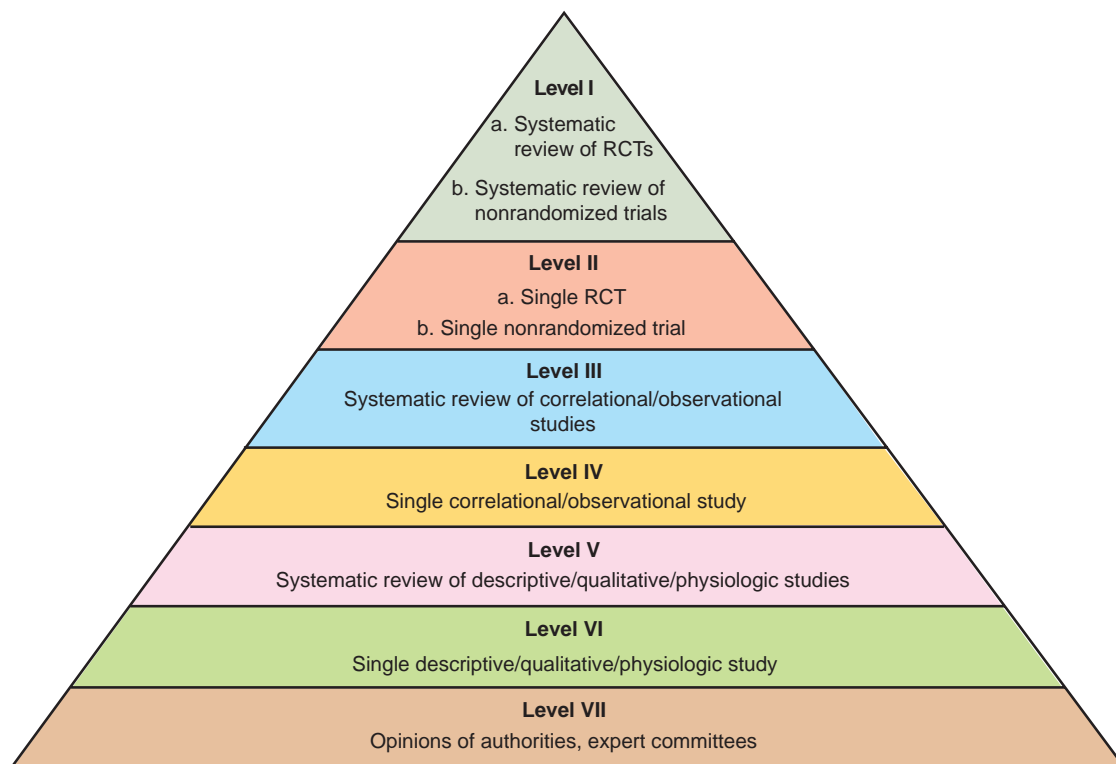 Level I
a. Systematic
review of RCTs
b. Systematic review of
nonrandomized trials
Level II
a. Single RCT
b. Single nonrandomized trial
Level III
Systematic review of correlational/observational
studies
Level IV
Single correlational/observational study
Level V
Systematic review of descriptive/qualitative/physiologic studies
Level VI
Single descriptive/qualitative/physiologic study
Level VII
Opinions of authorities, expert committees